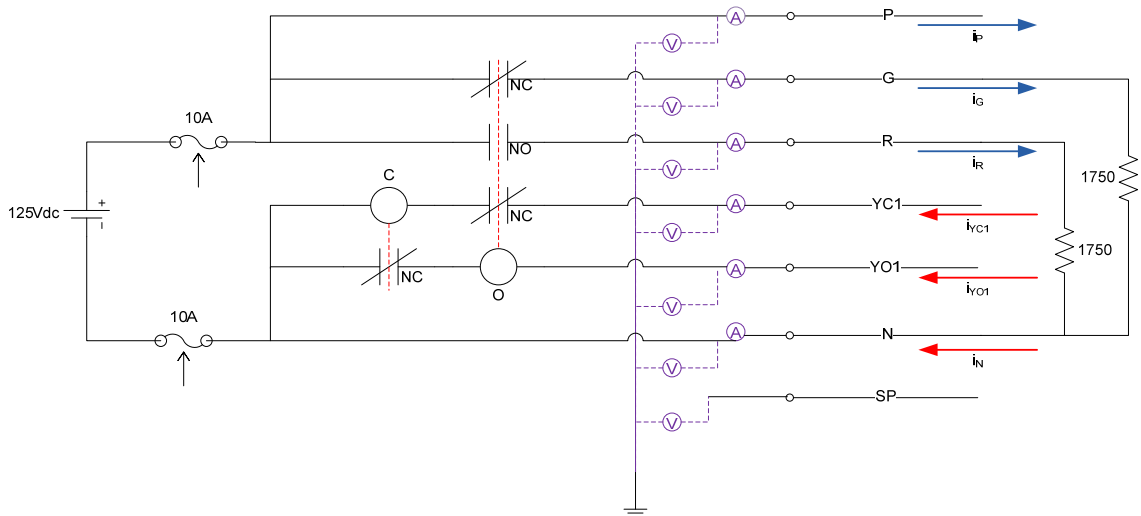 A
P
V
iP
A
G
NC
V
iG
10A
A
R
NO
V
iR
1750
C
125Vdc
+
-
A
YC1
NC
V
iYC1
1750
A
YO1
NC
O
V
iYO1
10A
A
N
V
iN
SP
V